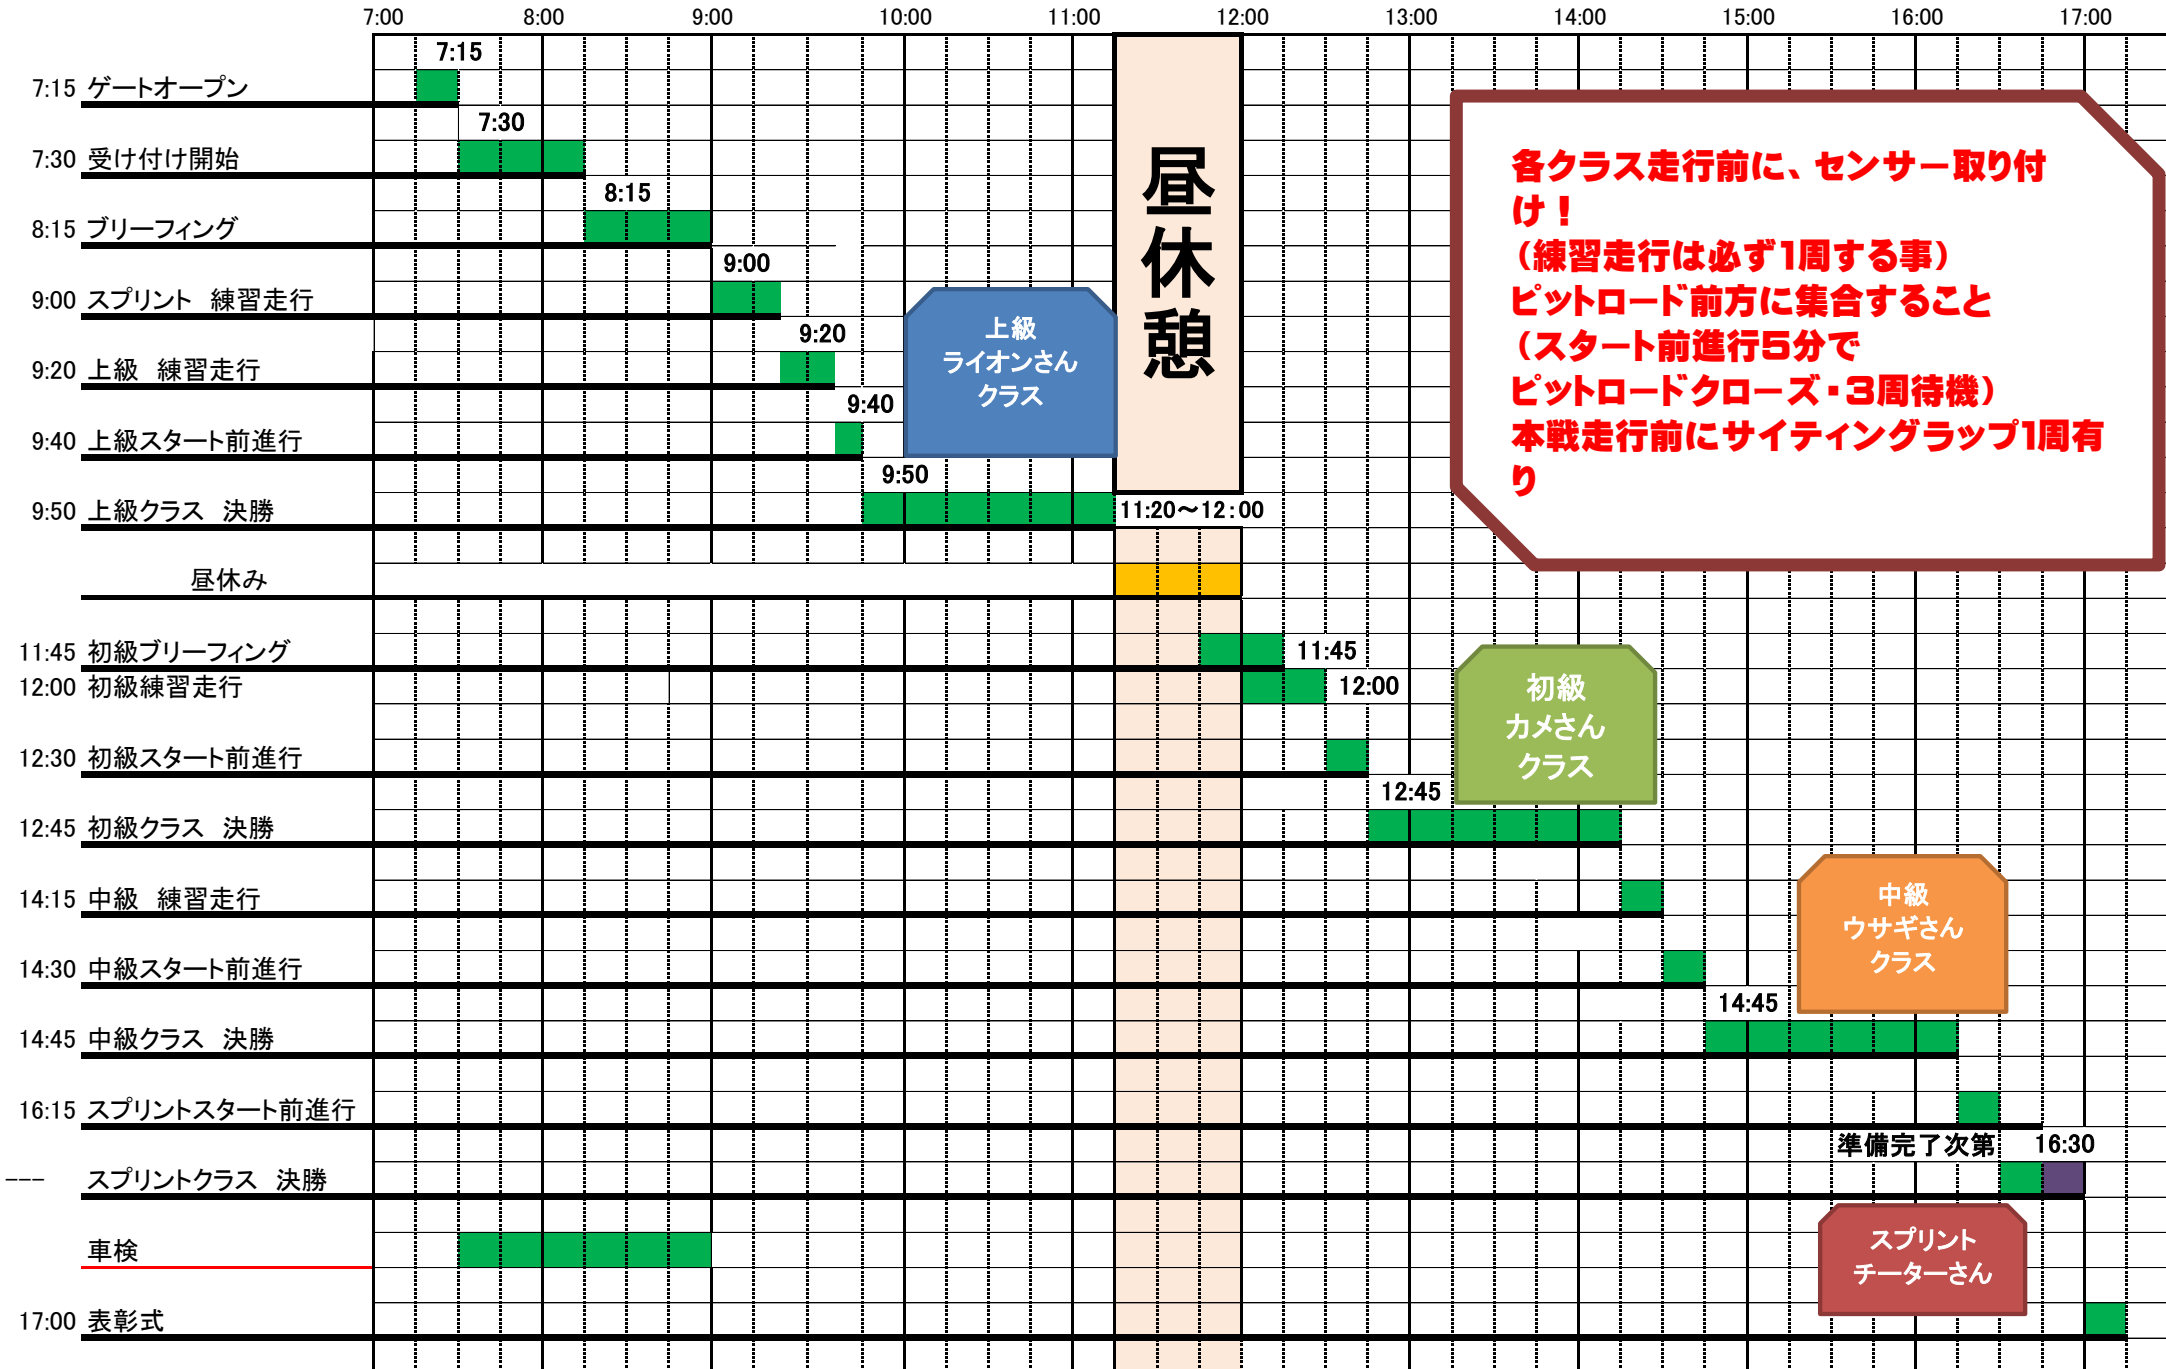 7:00 8:00 9:00 10:00 11:00 12:00 13:00 14:00 15:00 16:00 17:00
7:15
7:15 ゲートオープン
7:30
7:30 受け付け開始
8:15
8:15 ブリーフィング
9:00
9:00 スプリント 練習走行
9:20
9:20 上級 練習走行
9:40
9:40 上級スタート前進行
9:50
9:50 上級クラス 決勝
上級
ライオンさん
クラス
昼休憩
11:20～12:00
各クラス走行前に、センサー取り付
け！
（練習走行は必ず1周する事）
ピットロード前方に集合すること
（スタート前進行5分で
ピットロードクローズ・3周待機）
本戦走行前にサイティングラップ1周有
り
昼休み
11:45 初級ブリーフィング
11:45
12:00 初級練習走行
12:00
12:30 初級スタート前進行
初級
カメさん
クラス
12:45
12:45 初級クラス 決勝
14:15 中級 練習走行
中級
ウサギさん
クラス
14:30 中級スタート前進行
14:45
14:45 中級クラス 決勝
16:15 スプリントスタート前進行
準備完了次第 16:30
--- スプリントクラス 決勝
スプリント
チーターさん
車検
17:00 表彰式